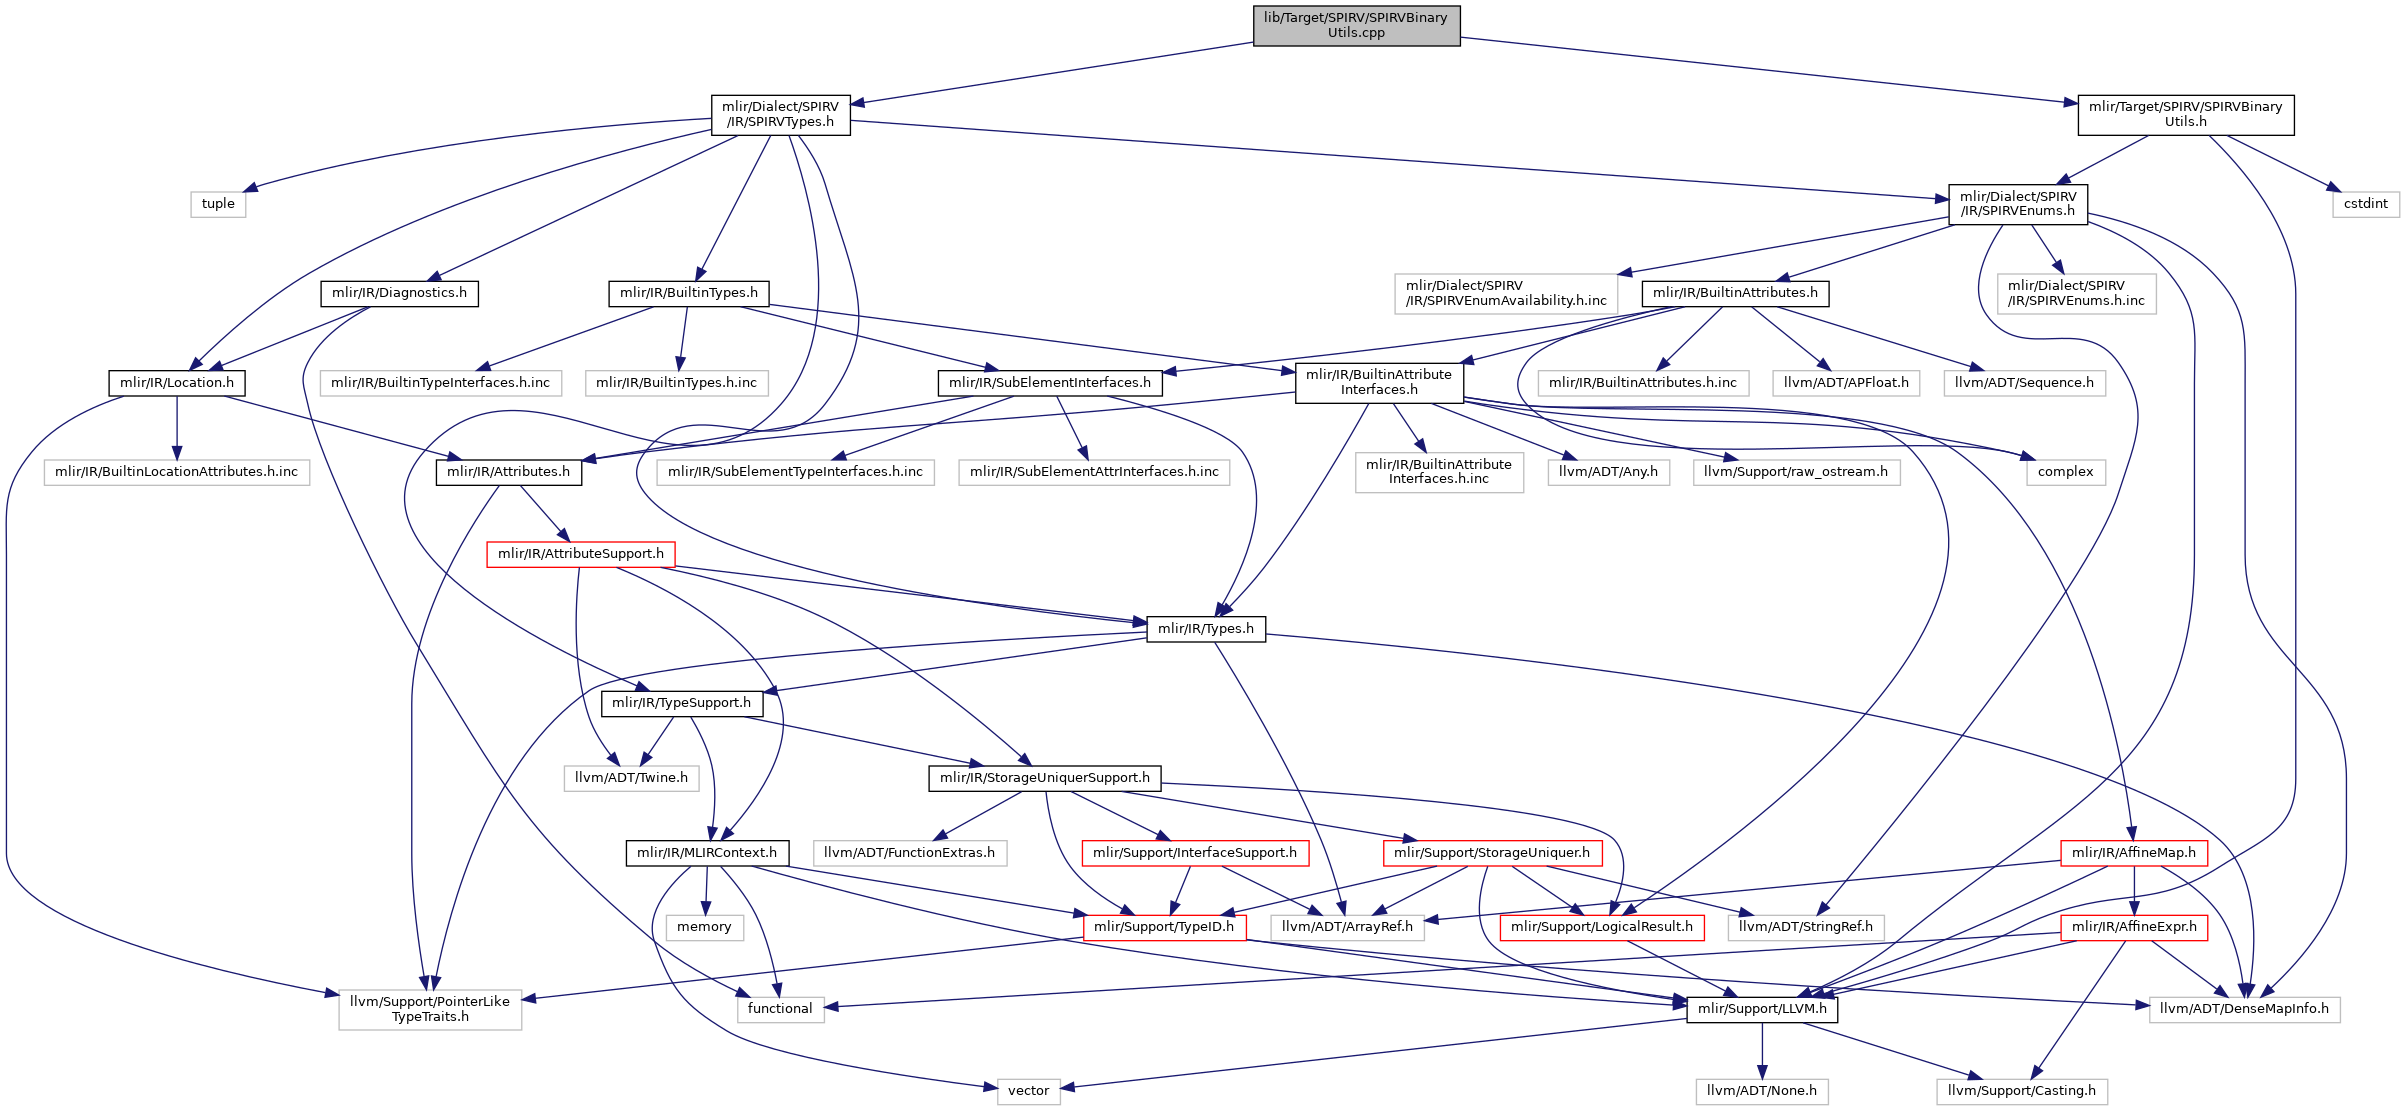 lib/Target/SPIRV/SPIRVBinary
Utils.cpp
mlir/Dialect/SPIRV
/IR/SPIRVTypes.h
mlir/Target/SPIRV/SPIRVBinary
Utils.h
tuple
mlir/Dialect/SPIRV
/IR/SPIRVEnums.h
cstdint
mlir/IR/Diagnostics.h
mlir/IR/BuiltinTypes.h
mlir/Dialect/SPIRV
/IR/SPIRVEnumAvailability.h.inc
mlir/IR/BuiltinAttributes.h
mlir/Dialect/SPIRV
/IR/SPIRVEnums.h.inc
mlir/IR/Location.h
mlir/IR/BuiltinTypeInterfaces.h.inc
mlir/IR/BuiltinTypes.h.inc
mlir/IR/SubElementInterfaces.h
mlir/IR/BuiltinAttribute
Interfaces.h
mlir/IR/BuiltinAttributes.h.inc
llvm/ADT/APFloat.h
llvm/ADT/Sequence.h
mlir/IR/BuiltinLocationAttributes.h.inc
mlir/IR/Attributes.h
mlir/IR/SubElementTypeInterfaces.h.inc
mlir/IR/SubElementAttrInterfaces.h.inc
mlir/IR/BuiltinAttribute
Interfaces.h.inc
llvm/ADT/Any.h
llvm/Support/raw_ostream.h
complex
mlir/IR/AttributeSupport.h
mlir/IR/Types.h
mlir/IR/TypeSupport.h
llvm/ADT/Twine.h
mlir/IR/StorageUniquerSupport.h
mlir/IR/MLIRContext.h
llvm/ADT/FunctionExtras.h
mlir/Support/InterfaceSupport.h
mlir/Support/StorageUniquer.h
mlir/IR/AffineMap.h
memory
mlir/Support/TypeID.h
llvm/ADT/ArrayRef.h
mlir/Support/LogicalResult.h
llvm/ADT/StringRef.h
mlir/IR/AffineExpr.h
llvm/Support/PointerLike
TypeTraits.h
functional
mlir/Support/LLVM.h
llvm/ADT/DenseMapInfo.h
vector
llvm/ADT/None.h
llvm/Support/Casting.h